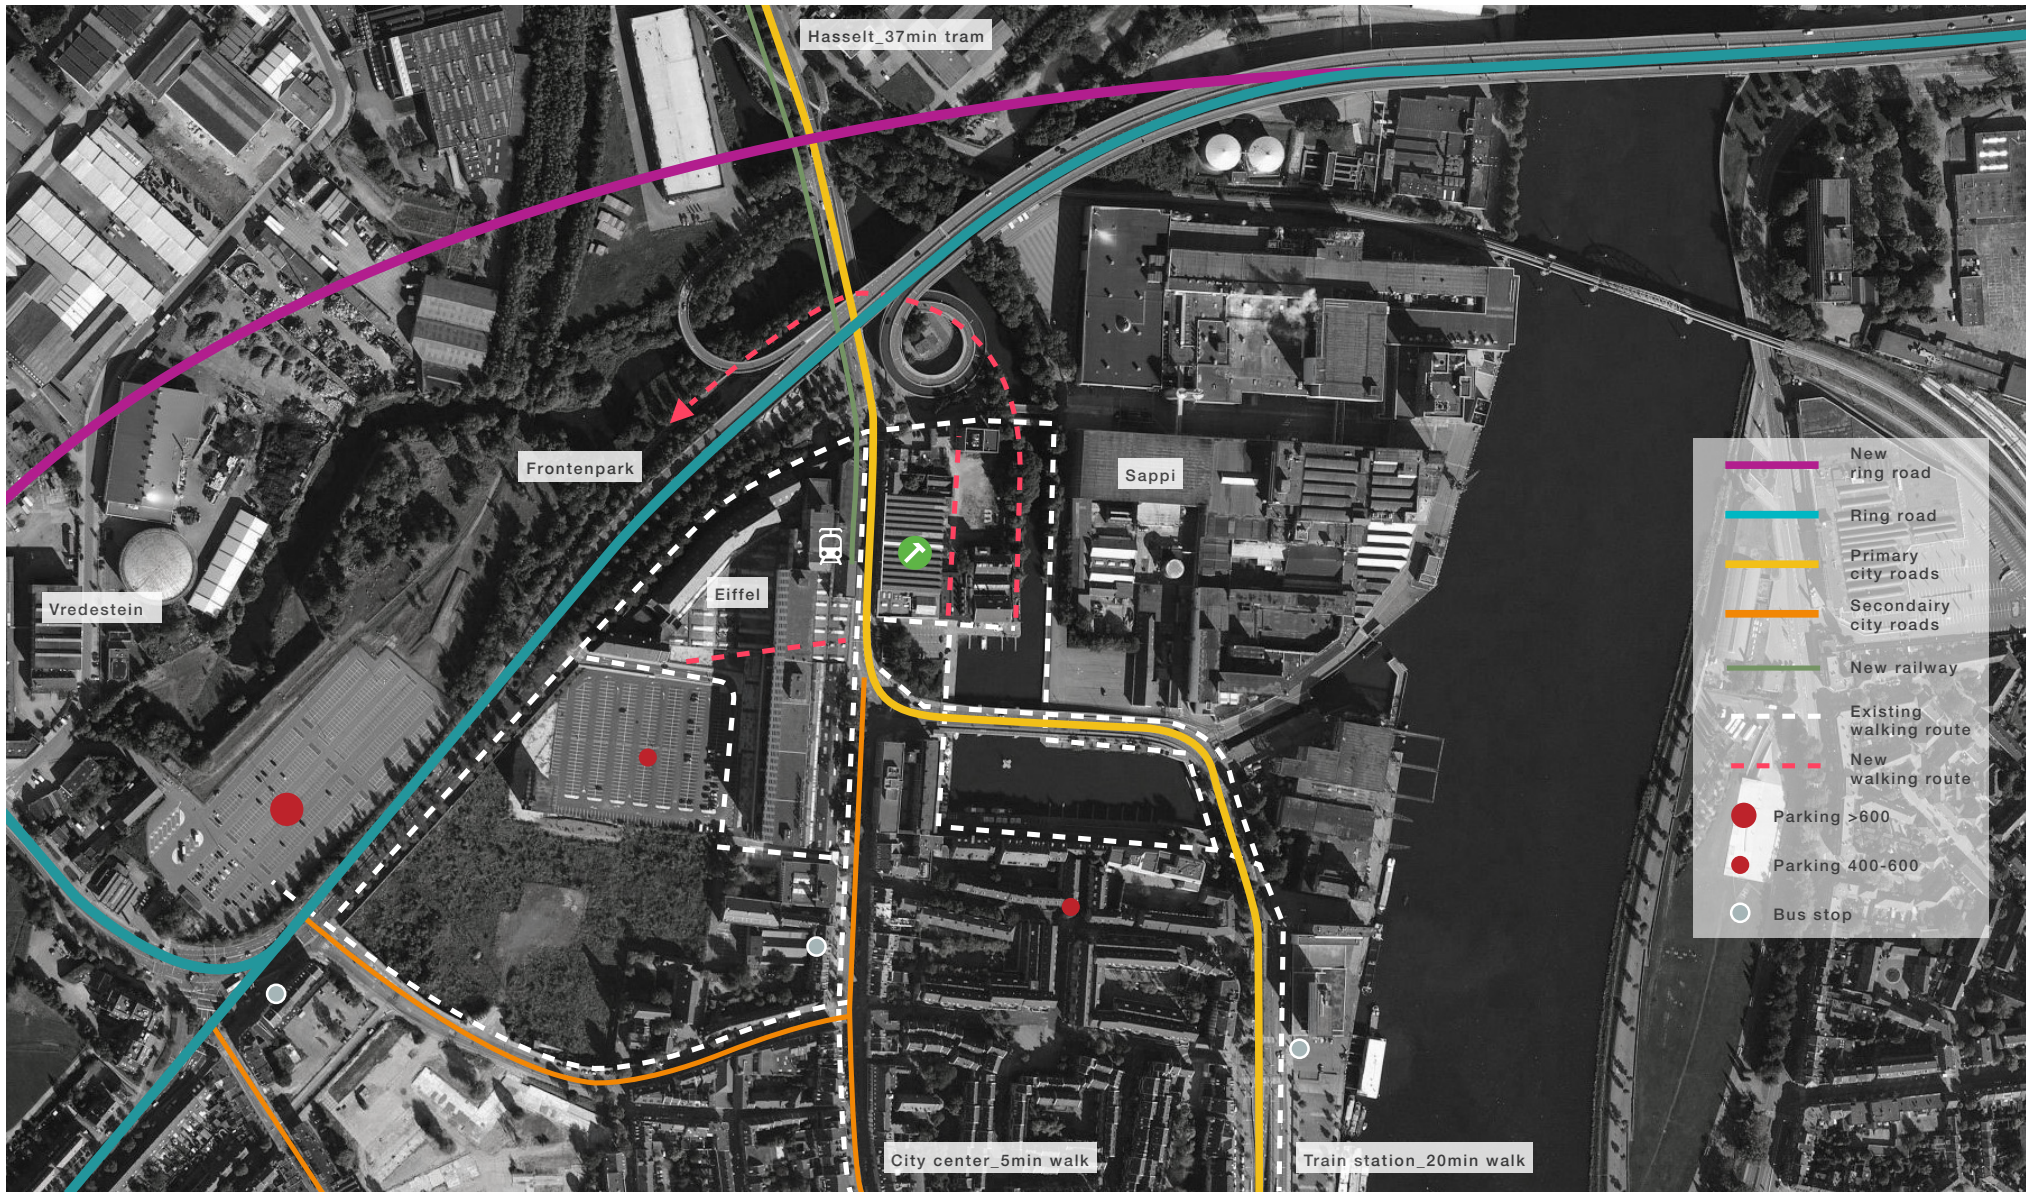 Hasselt_37min tram
Frontenpark
Sappi
Eiffel
Vredestein
New
ring road
Ring road
Primary
city roads
Secondairy
city roads
New railway
Existing
walking route
New
walking route
Parking >600
Parking 400-600
Bus stop
City center_5min walk
Train station_20min walk